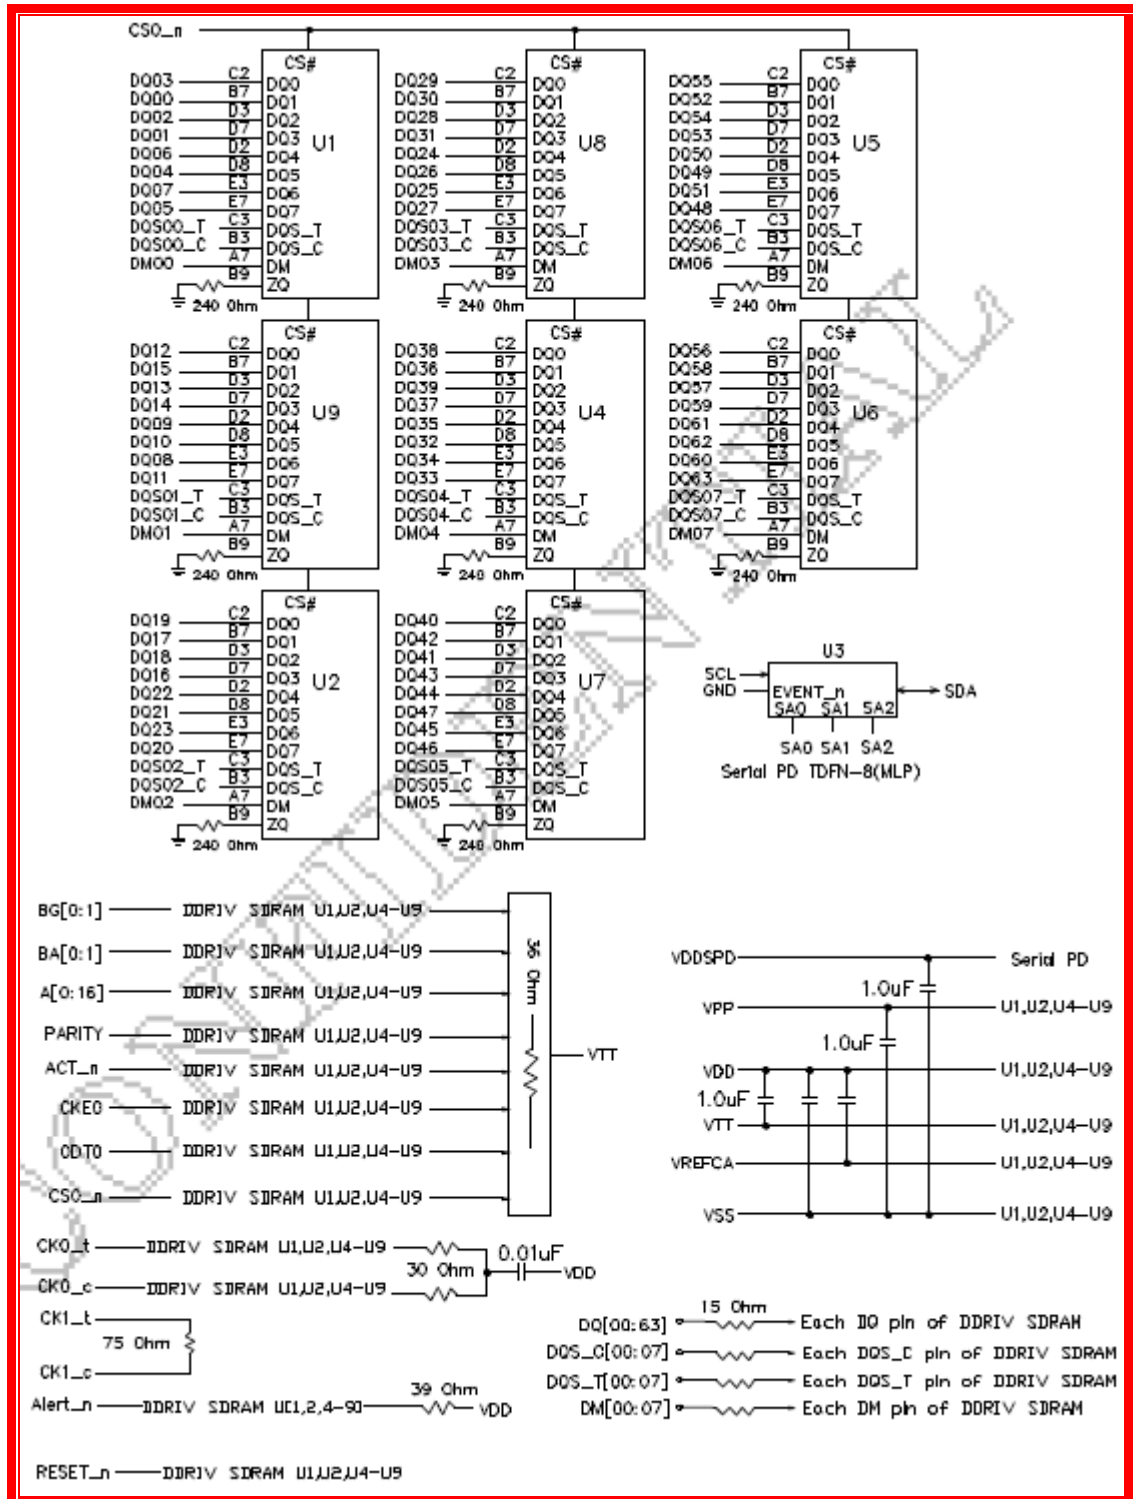 CS0_n
CS#
DQ03 C2 DQ0
DQ00 B7 DQ1
DQ02 D3 DQ2
DQ01 D7 DQ3
DQ06 D2 DQ4
DQ04 D8 DQ5
DQ07 E3 DQ6
DQ05 E7 DQ7
DQS00_T C3 DQS_T
DQS00_C B3 DQS_C
DM00 A7 DM
B9 ZQ
240 Ohm
U1
CS#
DQ29 C2 DQ0
DQ30 B7 DQ1
DQ28 D3 DQ2
DQ31 D7 DQ3
DQ24 D2 DQ4
DQ26 D8 DQ5
DQ25 E3 DQ6
DQ27 E7 DQ7
DQS03_T C3 DQS_T
DQS03_C B3 DQS_C
DM03 A7 DM
B9 ZQ
240 Ohm
U8
CS#
DQ55 C2 DQ0
DQ52 B7 DQ1
DQ54 D3 DQ2
DQ53 D7 DQ3
DQ50 D2 DQ4
DQ49 D8 DQ5
DQ51 E3 DQ6
DQ48 E7 DQ7
DQS06_T C3 DQS_T
DQS06_C B3 DQS_C
DM06 A7 DM
B9 ZQ
240 Ohm
U5
CS#
DQ12 C2 DQ0
DQ15 B7 DQ1
DQ13 D3 DQ2
DQ14 D7 DQ3
DQ09 D2 DQ4
DQ10 D8 DQ5
DQ08 E3 DQ6
DQ11 E7 DQ7
DQS01_T C3 DQS_T
DQS01_C B3 DQS_C
DM01 A7 DM
B9 ZQ
240 Ohm
U9
CS#
DQ38 C2 DQ0
DQ36 B7 DQ1
DQ39 D3 DQ2
DQ37 D7 DQ3
DQ35 D2 DQ4
DQ32 D8 DQ5
DQ34 E3 DQ6
DQ33 E7 DQ7
DQS04_T C3 DQS_T
DQS04_C B3 DQS_C
DM04 A7 DM
B9 ZQ
240 Ohm
U4
CS#
DQ56 C2 DQ0
DQ58 B7 DQ1
DQ57 D3 DQ2
DQ59 D7 DQ3
DQ61 D2 DQ4
DQ62 D8 DQ5
DQ60 E3 DQ6
DQ63 E7 DQ7
DQS07_T C3 DQS_T
DQS07_C B3 DQS_C
DM07 A7 DM
B9 ZQ
240 Ohm
U6
CS#
DQ19 C2 DQ0
DQ17 B7 DQ1
DQ18 D3 DQ2
DQ16 D7 DQ3
DQ22 D2 DQ4
DQ21 D8 DQ5
DQ23 E3 DQ6
DQ20 E7 DQ7
DQS02_T C3 DQS_T
DQS02_C B3 DQS_C
DM02 A7 DM
B9 ZQ
240 Ohm
U2
CS#
DQ40 C2 DQ0
DQ42 B7 DQ1
DQ41 D3 DQ2
DQ43 D7 DQ3
DQ44 D2 DQ4
DQ47 D8 DQ5
DQ45 E3 DQ6
DQ46 E7 DQ7
DQS05_T C3 DQS_T
DQS05_C B3 DQS_C
DM05 A7 DM
B9 ZQ
240 Ohm
U7
U3
SCL
GND EVENT_n SDA
SA0 SA1 SA2
SA0 SA1 SA2
Serial PD TDFN-8(MLP)
BG[0:1] DDRIV SDRAM U1,U2,U4-U9
BA[0:1] DDRIV SDRAM U1,U2,U4-U9
A[0:16] DDRIV SDRAM U1,U2,U4-U9
PARITY DDRIV SDRAM U1,U2,U4-U9
ACT_n DDRIV SDRAM U1,U2,U4-U9
CKE0 DDRIV SDRAM U1,U2,U4-U9
ODT0 DDRIV SDRAM U1,U2,U4-U9
CS0_n DDRIV SDRAM U1,U2,U4-U9
36 Ohm
VTT
VDDSPD Serial PD
1.0uF
VPP U1,U2,U4-U9
1.0uF
VDD U1,U2,U4-U9
1.0uF
VTT U1,U2,U4-U9
VREFCA U1,U2,U4-U9
VSS U1,U2,U4-U9
CK0_t DDRIV SDRAM U1,U2,U4-U9
30 Ohm 0.01uF VDD
CK0_c DDRIV SDRAM U1,U2,U4-U9
CK1_t
75 Ohm
CK1_c
Alert_n DDRIV SDRAM U[1,2,4-9] 39 Ohm VDD
RESET_n DDRIV SDRAM U1,U2,U4-U9
15 Ohm
DQ[00:63] Each DQ pin of DDRIV SDRAM
DQS_C[00:07] Each DQS_C pin of DDRIV SDRAM
DQS_T[00:07] Each DQS_T pin of DDRIV SDRAM
DM[00:07] Each DM pin of DDRIV SDRAM
CONFIDENTIAL